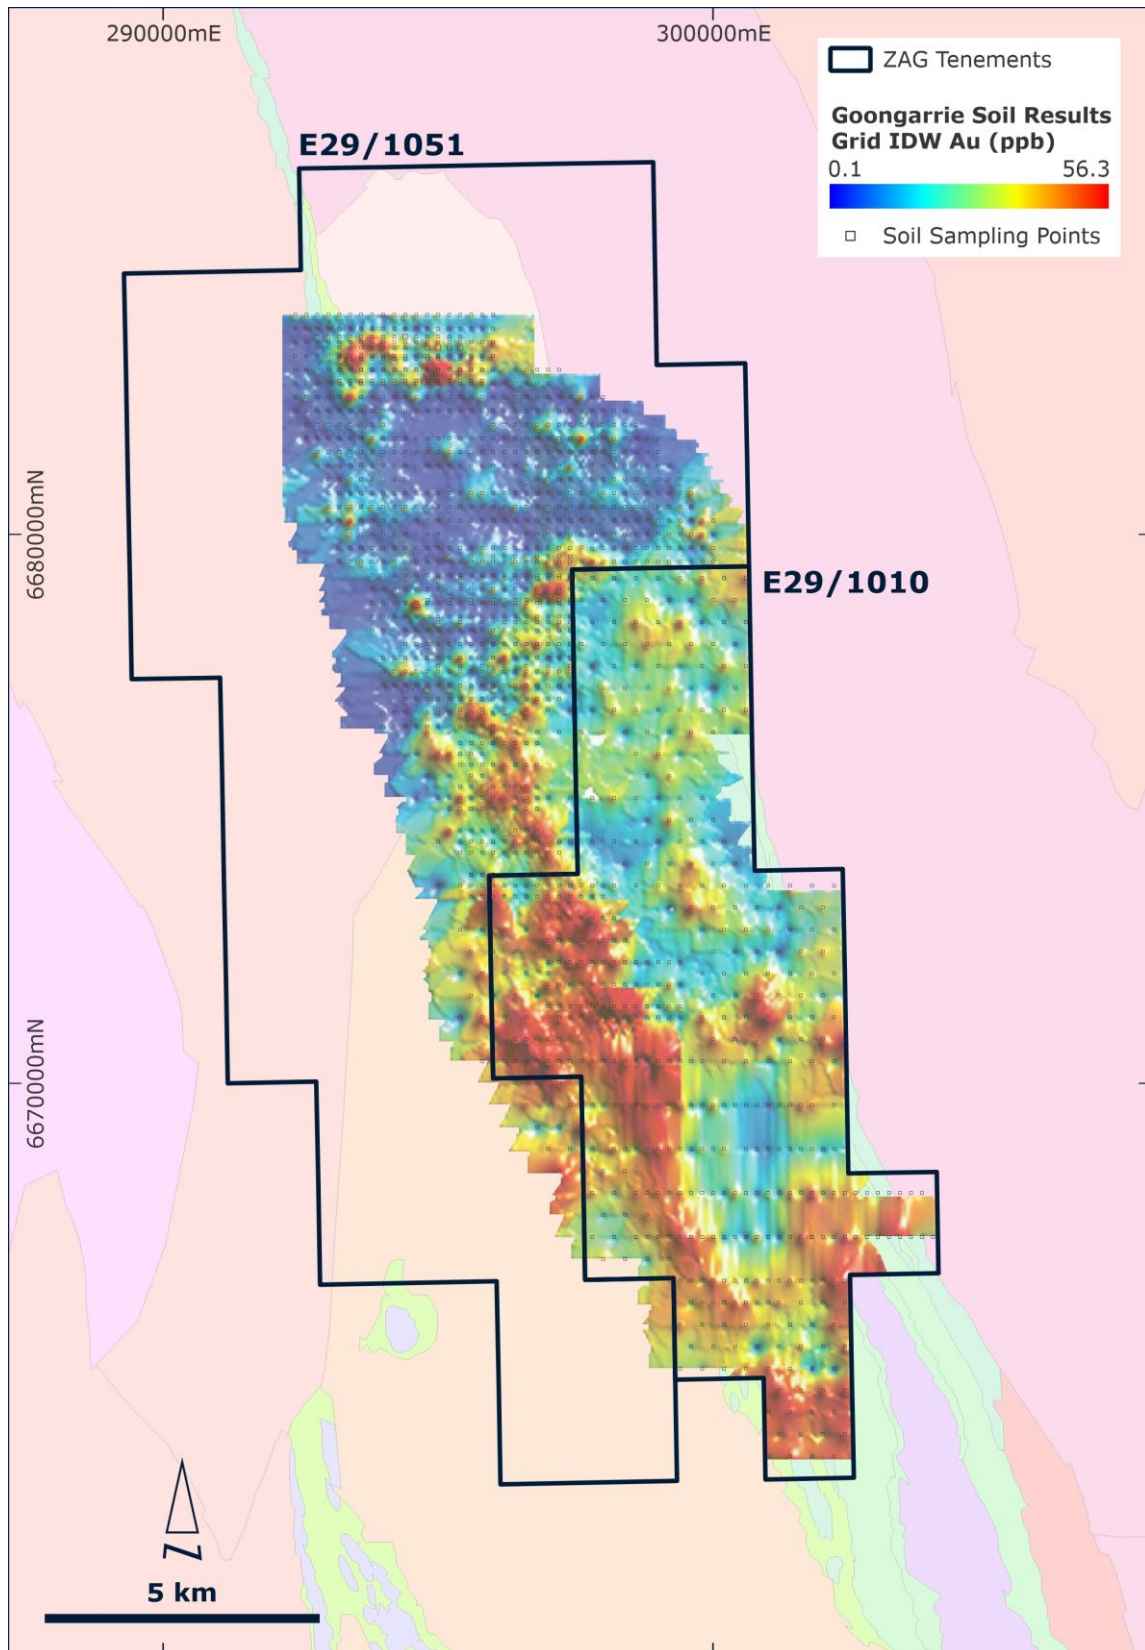 290000mE
300000mE
ZAG Tenements
Goongarrie Soil Results
Grid IDW Au (ppb)
0.1 56.3
Soil Sampling Points
E29/1051
6680000mN
E29/1010
6670000mN
Z
5 km